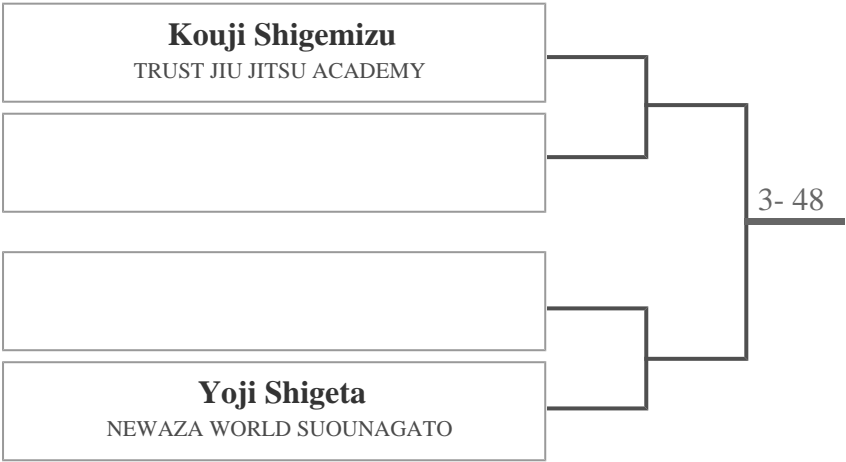 Kouji Shigemizu
TRUST JIU JITSU ACADEMY
3- 48
Yoji Shigeta
NEWAZA WORLD SUOUNAGATO